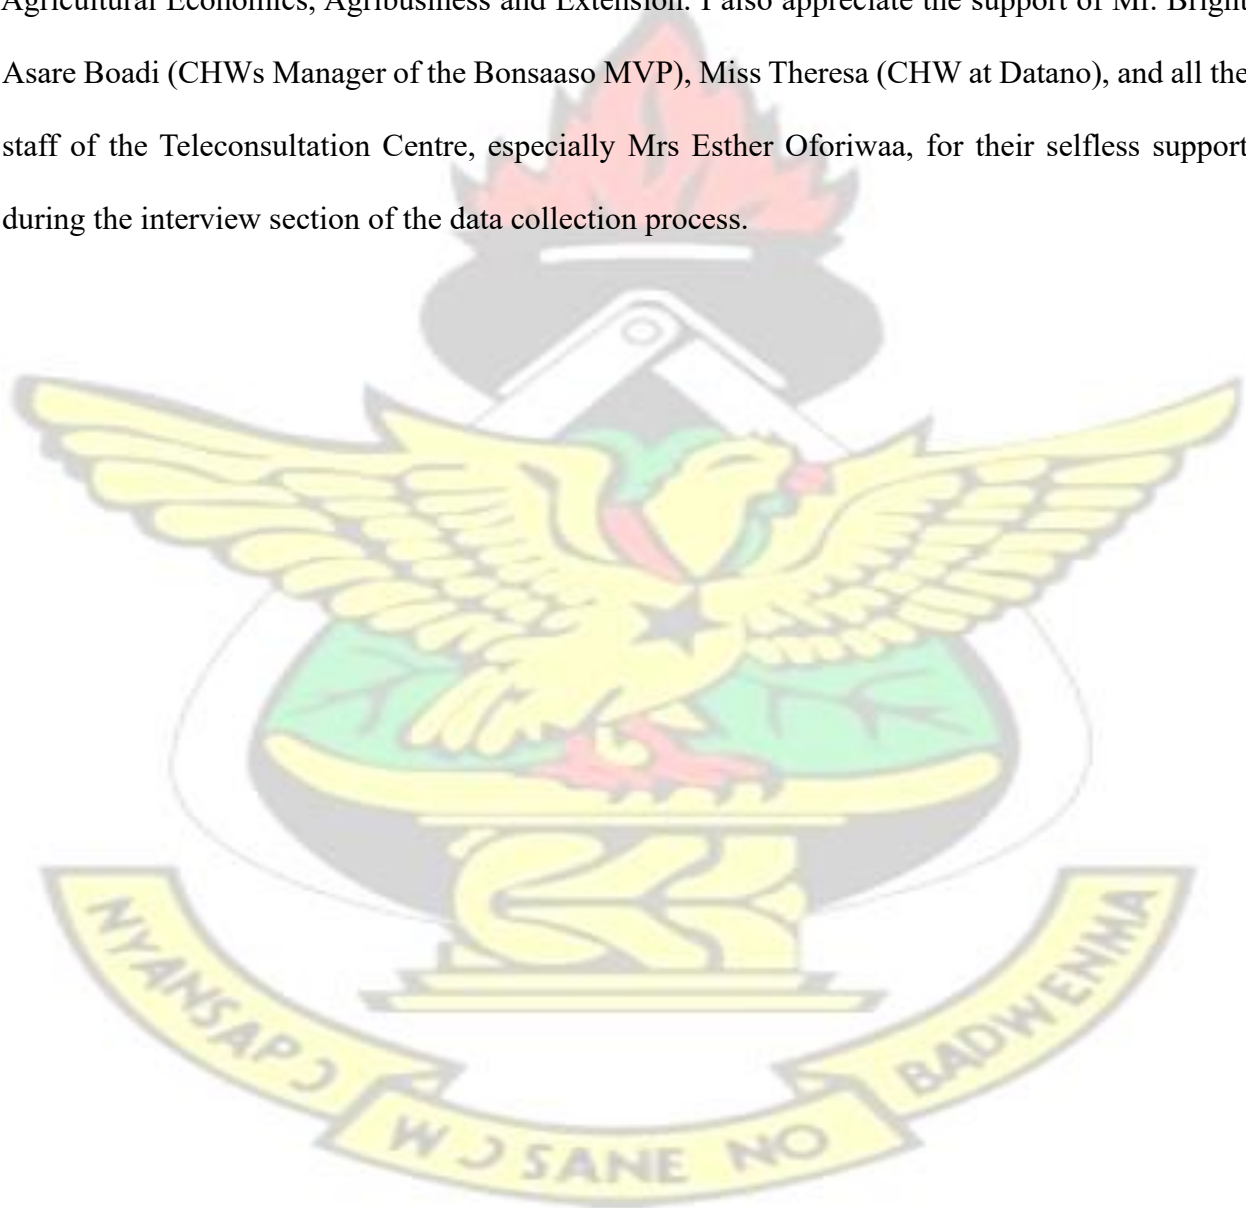 Agricultural Economics, Agribusiness and Extension. I also appreciate the support of Mr. Bright
Asare Boadi (CHWs Manager of the Bonsaaso MVP), Miss Theresa (CHW at Datano), and all the
staff of the Teleconsultation Centre, especially Mrs Esther Oforiwaa, for their selfless support
during the interview section of the data collection process.
NYANSAPƆ
WƆSANE NO
BADWENMA